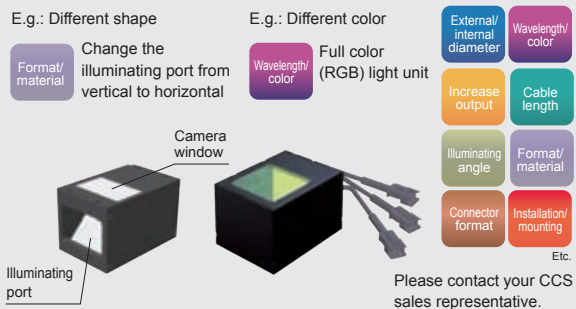 E.g.: Different shape
Format/
material
Change the
illuminating port from
vertical to horizontal
E.g.: Different color
Wavelength/
color
Full color
(RGB) light unit
Camera
window
Illuminating
port
External/
internal
diameter
Wavelength/
color
Increase
output
Cable
length
Illuminating
angle
Format/
material
Connector
format
Installation/
mounting
Etc.
Please contact your CCS
sales representative.